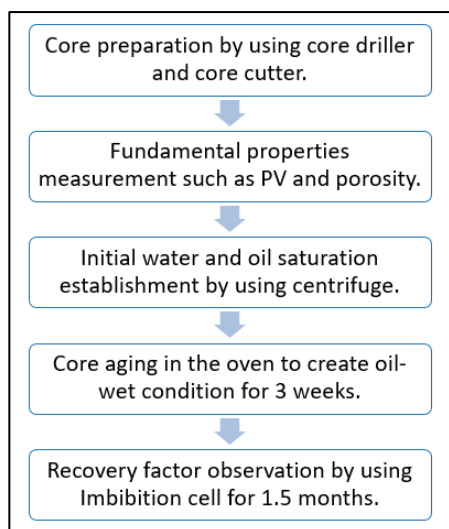 Core preparation by using core driller
and core cutter.
Fundamental properties
measurement such as PV and porosity.
Initial water and oil saturation
establishment by using centrifuge.
Core aging in the oven to create oil-
wet condition for 3 weeks.
Recovery factor observation by using
Imbibition cell for 1.5 months.